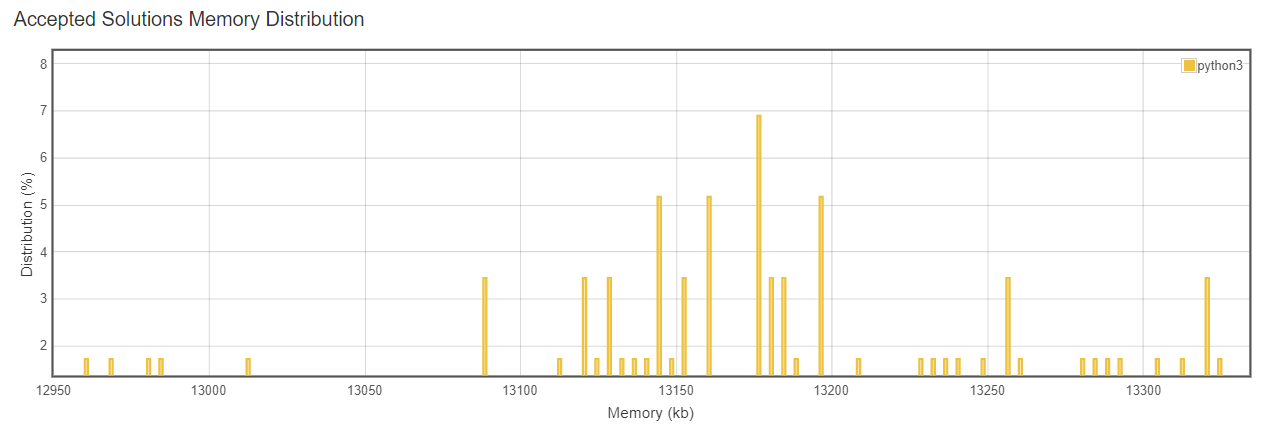 Accepted Solutions Memory Distribution
python3
8
7
6
5
4
3
2
Distribution (%)
12950 13000 13050 13100 13150 13200 13250 13300
Memory (kb)